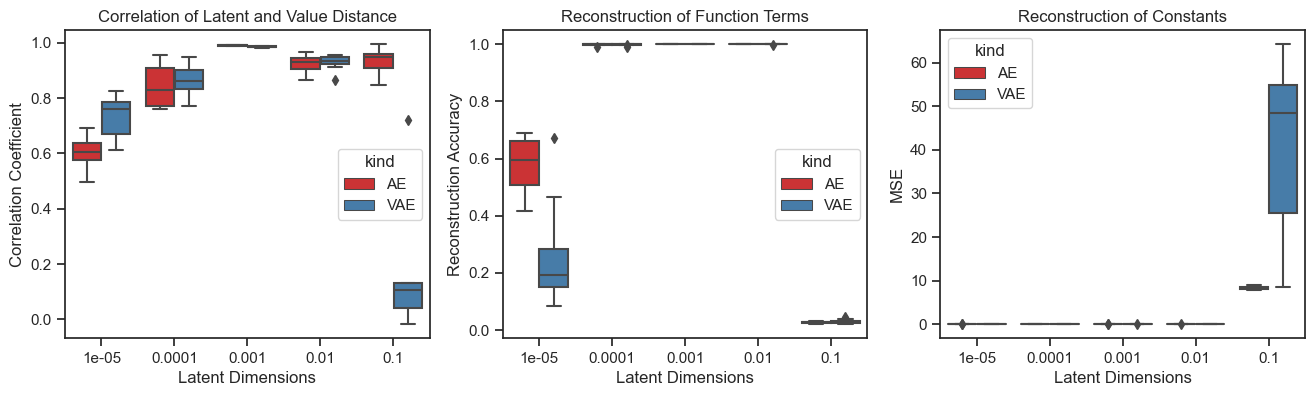 Correlation of Latent and Value Distance
Correlation Coefficient
1.0
0.8
0.6
0.4
0.2
0.0
kind
AE
VAE
1e-05 0.0001 0.001 0.01 0.1
Latent Dimensions
Reconstruction of Function Terms
Reconstruction Accuracy
1.0
0.8
0.6
0.4
0.2
0.0
kind
AE
VAE
1e-05 0.0001 0.001 0.01 0.1
Latent Dimensions
Reconstruction of Constants
MSE
60
50
40
30
20
10
0
kind
AE
VAE
1e-05 0.0001 0.001 0.01 0.1
Latent Dimensions